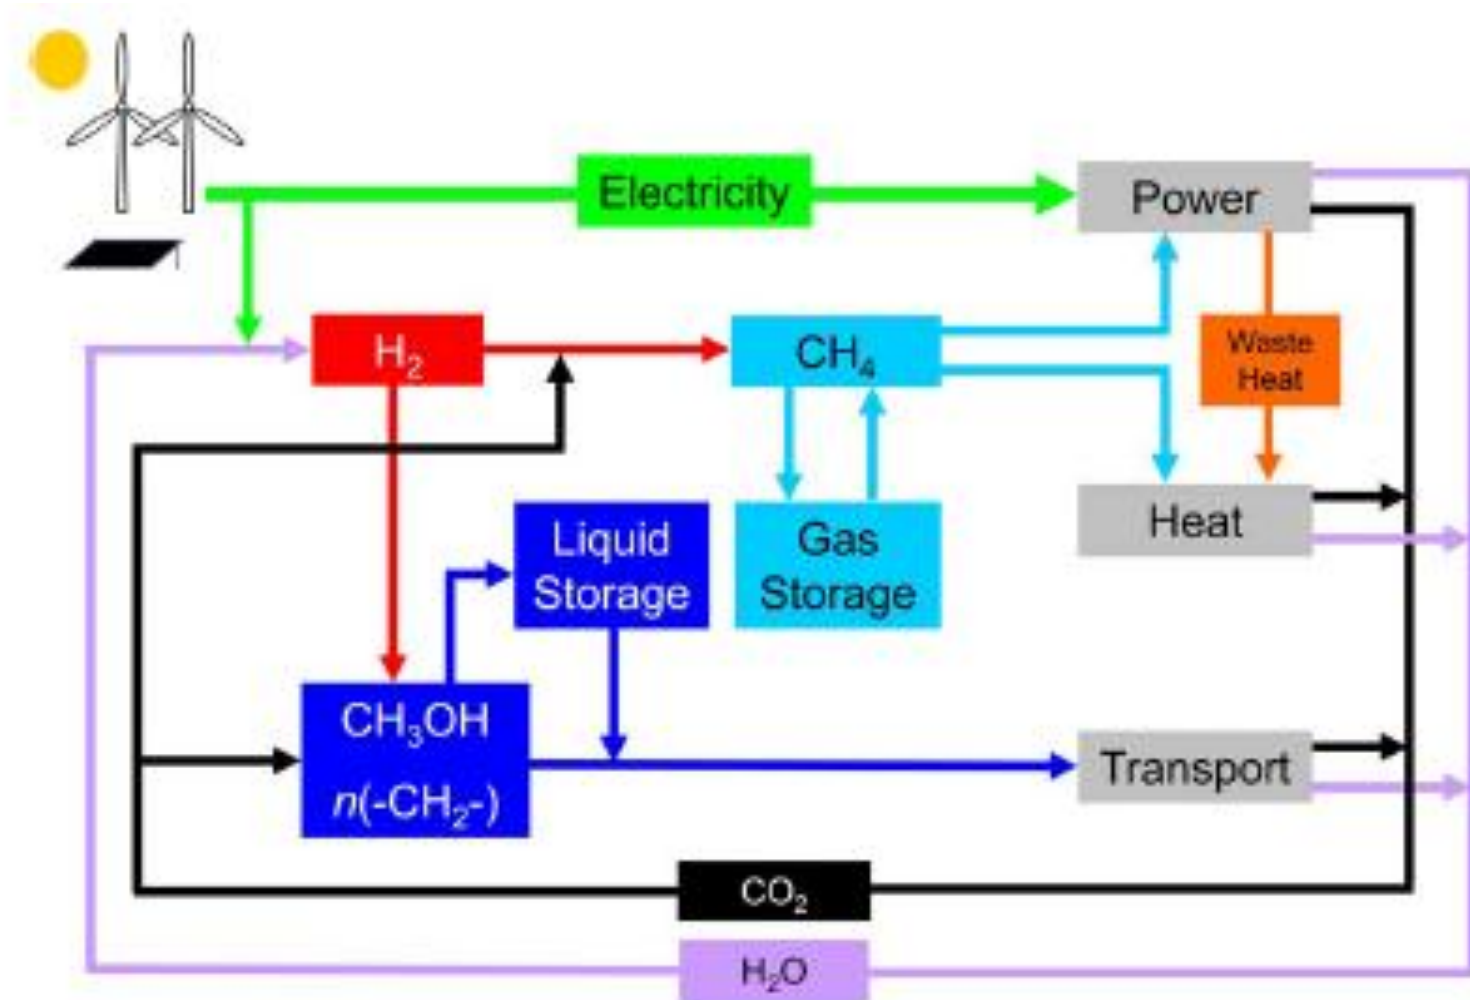 Electricity
Power
H₂
CH₄
Waste
Heat
Liquid
Storage
Gas
Storage
Heat
CH₃OH
n(-CH₂-)
Transport
CO₂
H₂O